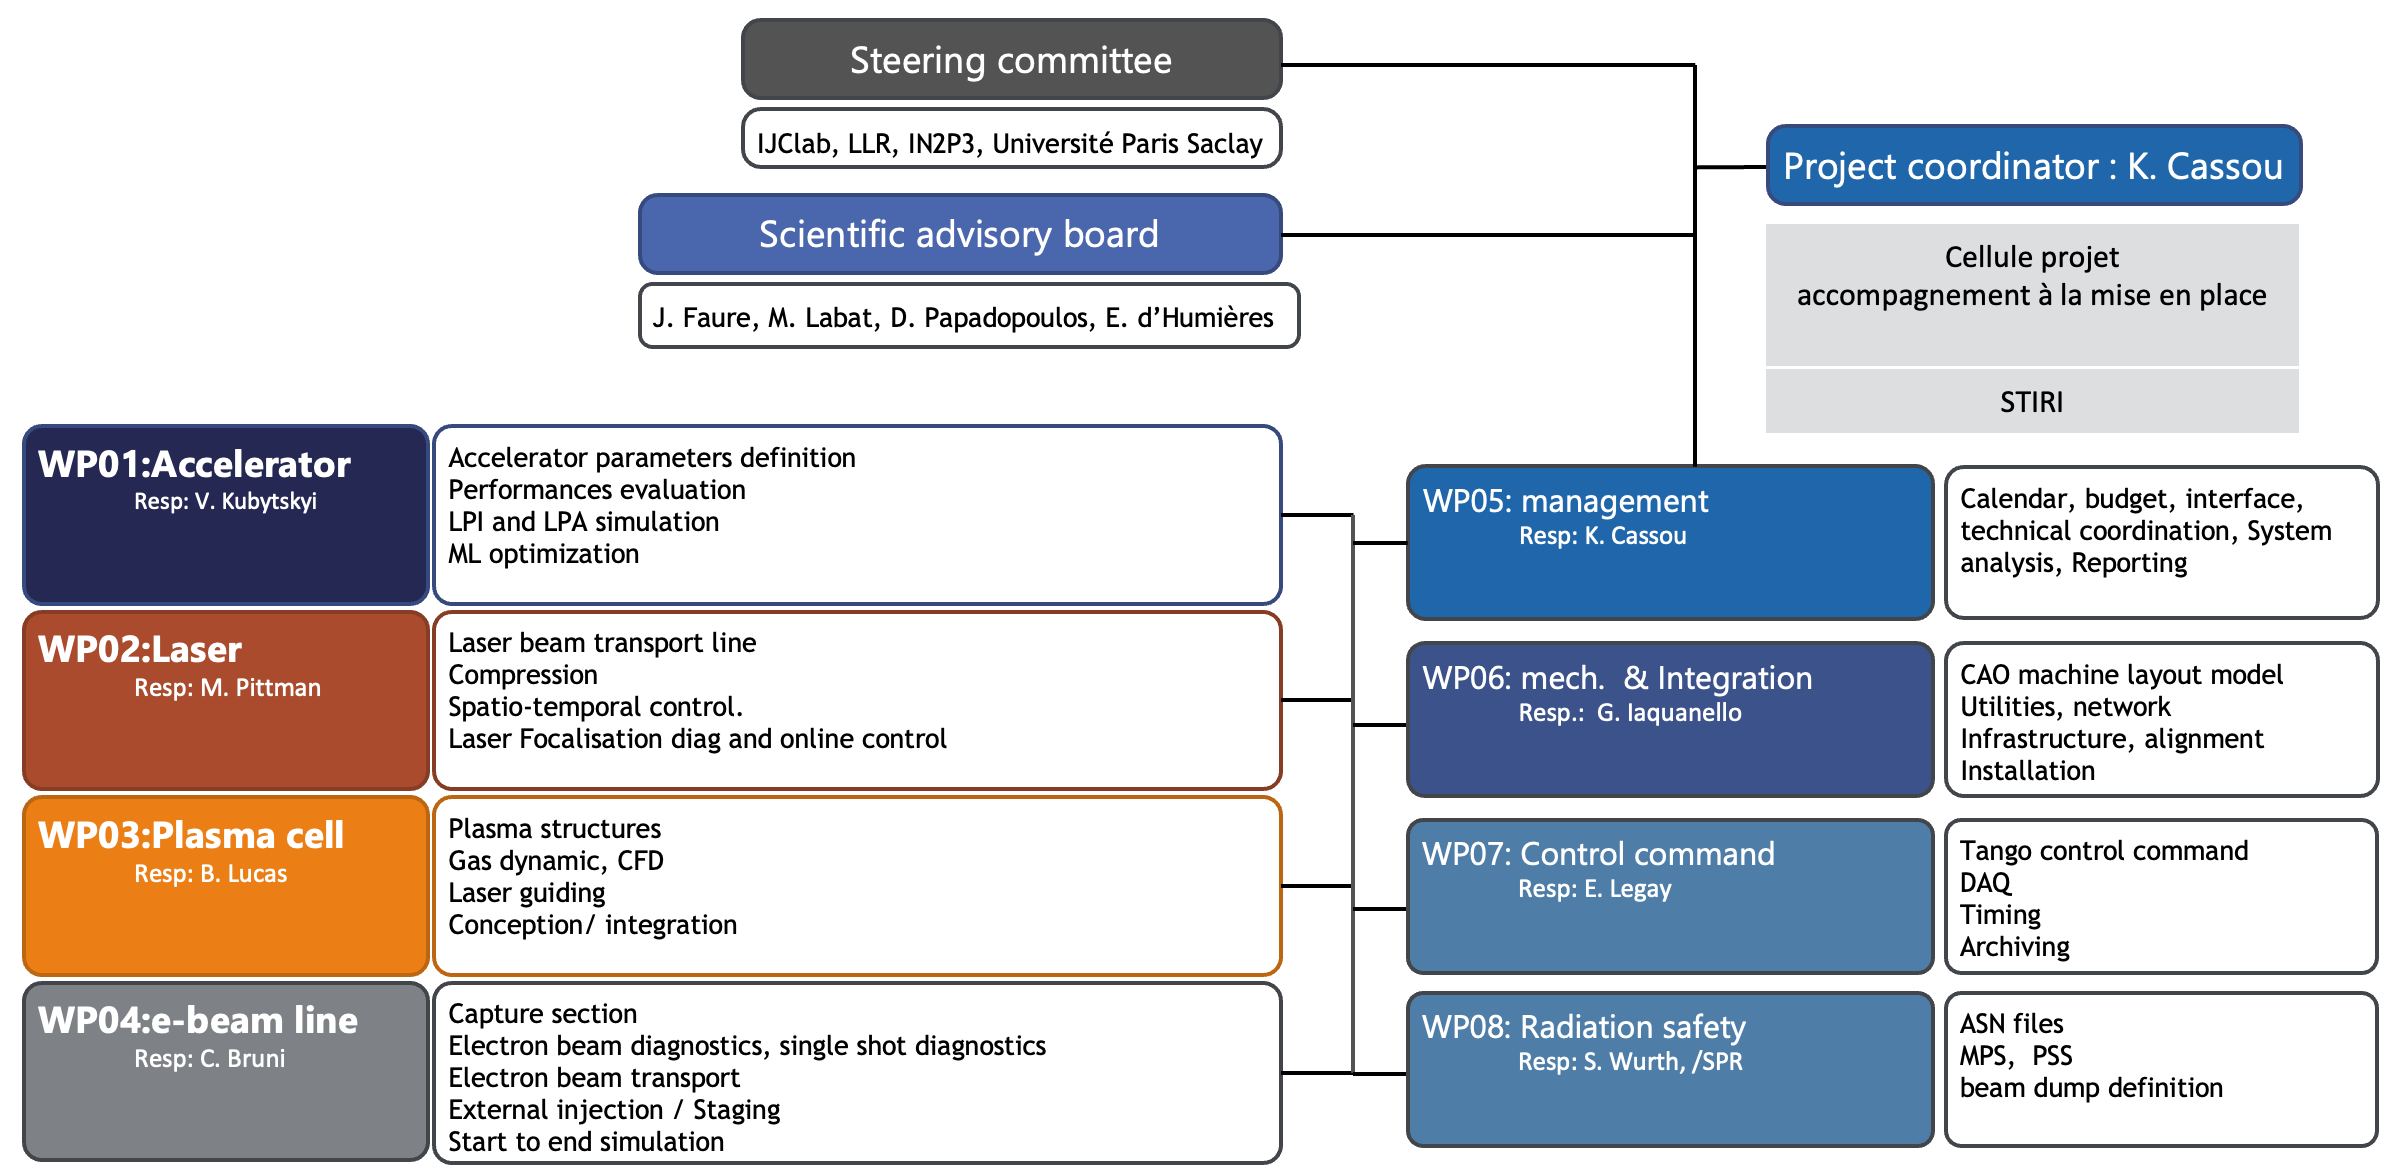 Steering committee
IJClab, LLR, IN2P3, Université Paris Saclay
Project coordinator : K. Cassou
Scientific advisory board
J. Faure, M. Labat, D. Papadopoulos, E. d’Humières
Cellule projet
accompagnement à la mise en place
STIRI
WP01:Accelerator
Resp: V. Kubytskyi
Accelerator parameters definition
Performances evaluation
LPI and LPA simulation
ML optimization
WP02:Laser
Resp: M. Pittman
Laser beam transport line
Compression
Spatio-temporal control.
Laser Focalisation diag and online control
WP03:Plasma cell
Resp: B. Lucas
Plasma structures
Gas dynamic, CFD
Laser guiding
Conception/ integration
WP04:e-beam line
Resp: C. Bruni
Capture section
Electron beam diagnostics, single shot diagnostics
Electron beam transport
External injection / Staging
Start to end simulation
WP05: management
Resp: K. Cassou
Calendar, budget, interface,
technical coordination, System
analysis, Reporting
WP06: mech.  & Integration
Resp.:  G. Iaquanello
CAO machine layout model
Utilities, network
Infrastructure, alignment
Installation
WP07: Control command
Resp: E. Legay
Tango control command
DAQ
Timing
Archiving
WP08: Radiation safety
Resp: S. Wurth, /SPR
ASN files
MPS,  PSS
beam dump definition